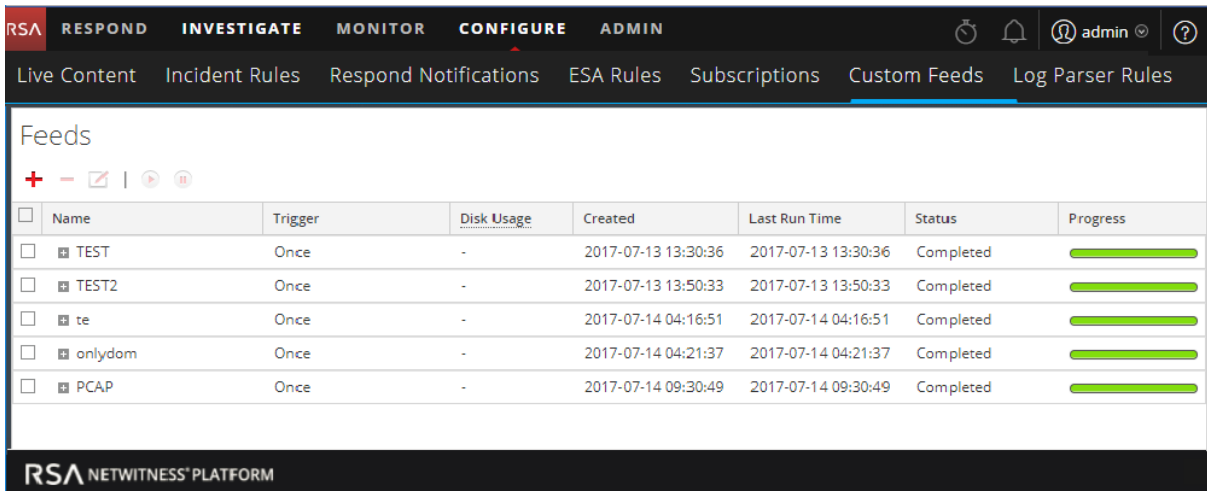 RSA RESPOND INVESTIGATE MONITOR CONFIGURE ADMIN admin ?
Live Content Incident Rules Respond Notifications ESA Rules Subscriptions Custom Feeds Log Parser Rules
Feeds
Name Trigger Disk Usage Created Last Run Time Status Progress
TEST Once - 2017-07-13 13:30:36 2017-07-13 13:30:36 Completed
TEST2 Once - 2017-07-13 13:50:33 2017-07-13 13:50:33 Completed
te Once - 2017-07-14 04:16:51 2017-07-14 04:16:51 Completed
onlydom Once - 2017-07-14 04:21:37 2017-07-14 04:21:37 Completed
PCAP Once - 2017-07-14 09:30:49 2017-07-14 09:30:49 Completed
RSA NETWITNESS® PLATFORM